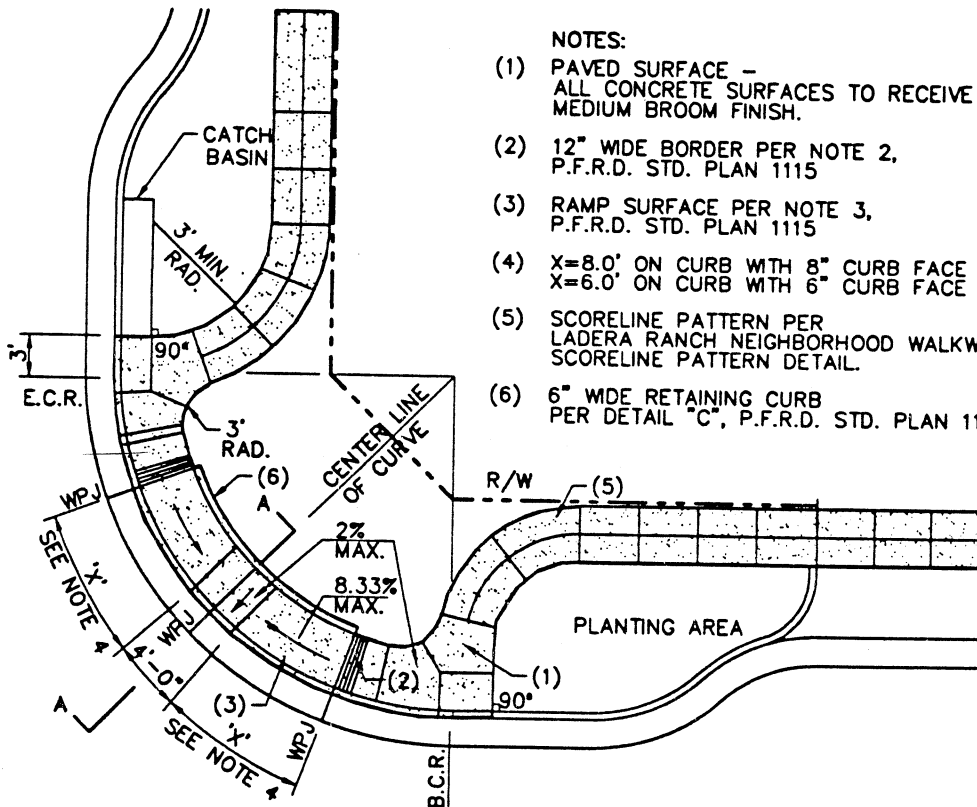 NOTES:
(1) PAVED SURFACE –
ALL CONCRETE SURFACES TO RECEIVE
MEDIUM BROOM FINISH.
(2) 12" WIDE BORDER PER NOTE 2,
P.F.R.D. STD. PLAN 1115
(3) RAMP SURFACE PER NOTE 3,
P.F.R.D. STD. PLAN 1115
(4) X=8.0' ON CURB WITH 8" CURB FACE
X=6.0' ON CURB WITH 6" CURB FACE
(5) SCORELINE PATTERN PER
LADERA RANCH NEIGHBORHOOD WALKW
SCORELINE PATTERN DETAIL.
(6) 6" WIDE RETAINING CURB
PER DETAIL "C", P.F.R.D. STD. PLAN 11
CATCH
BASIN
3' MIN
RAD.
3'
90°
E.C.R.
3'
RAD.
CENTER LINE
OF CURVE
(6)
A
R/W
(5)
WPJ
2%
MAX.
8.33%
MAX.
'X'
SEE NOTE 4
WPJ
PLANTING AREA
4'-0"
(2)
(1)
90°
A
(3)
'X'
SEE NOTE 4
WPJ
B.C.R.